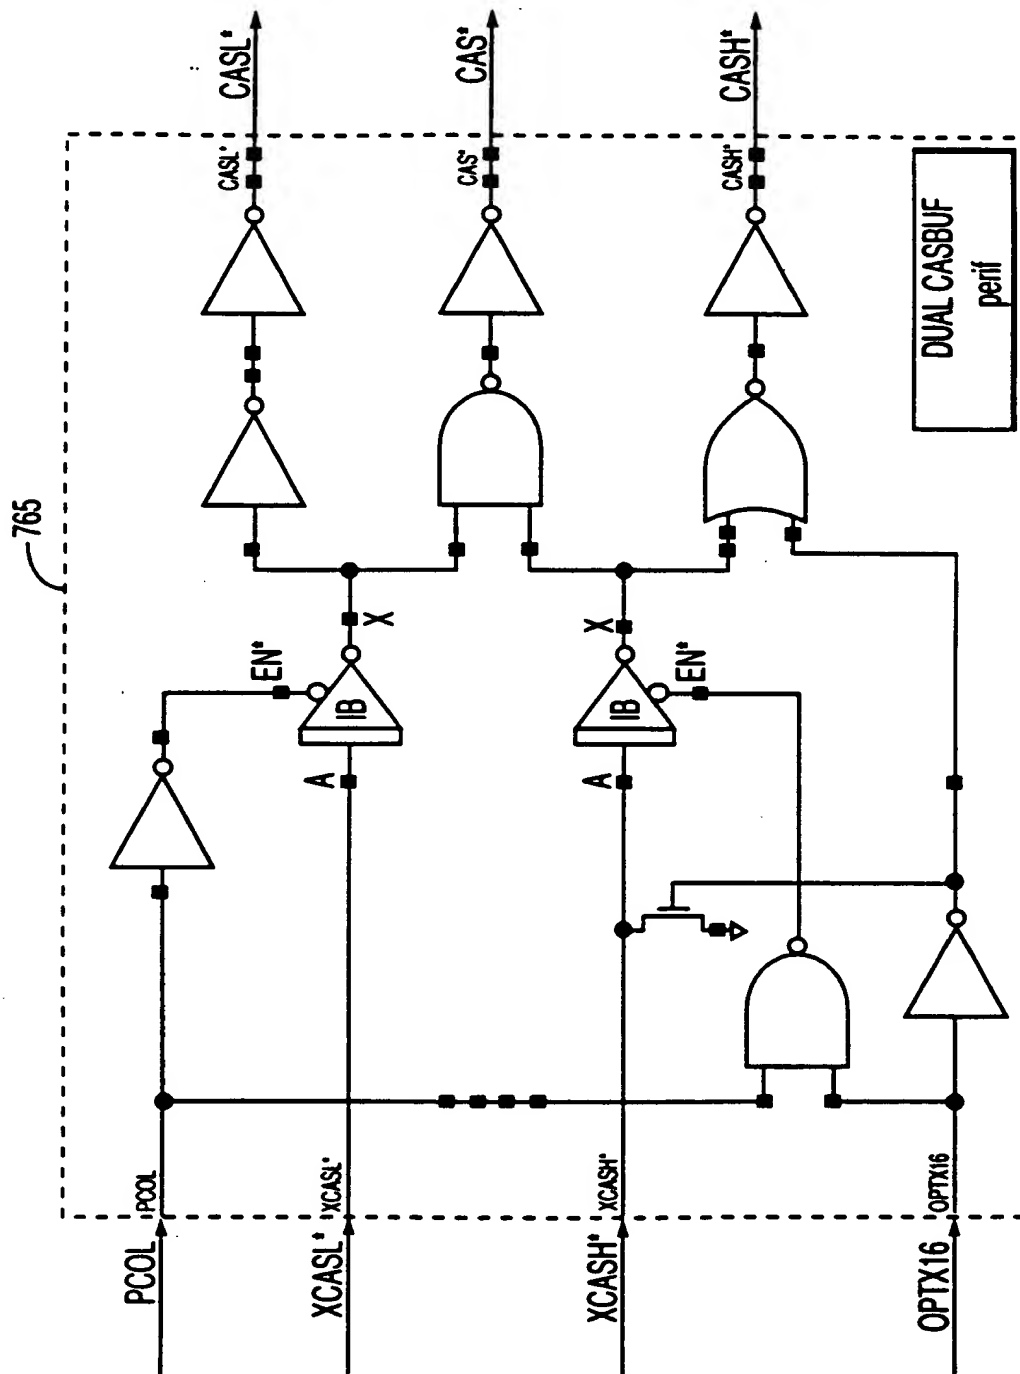 765
PCOL
PCOL
XCASL*
XCASL*
XCASH*
XCASH*
OPTX16
OPTX16
A
IB
EN*
X
A
IB
EN*
X
CASL*
CASL*
CAS*
CAS*
CASH*
CASH*
DUAL CASBUF
perif